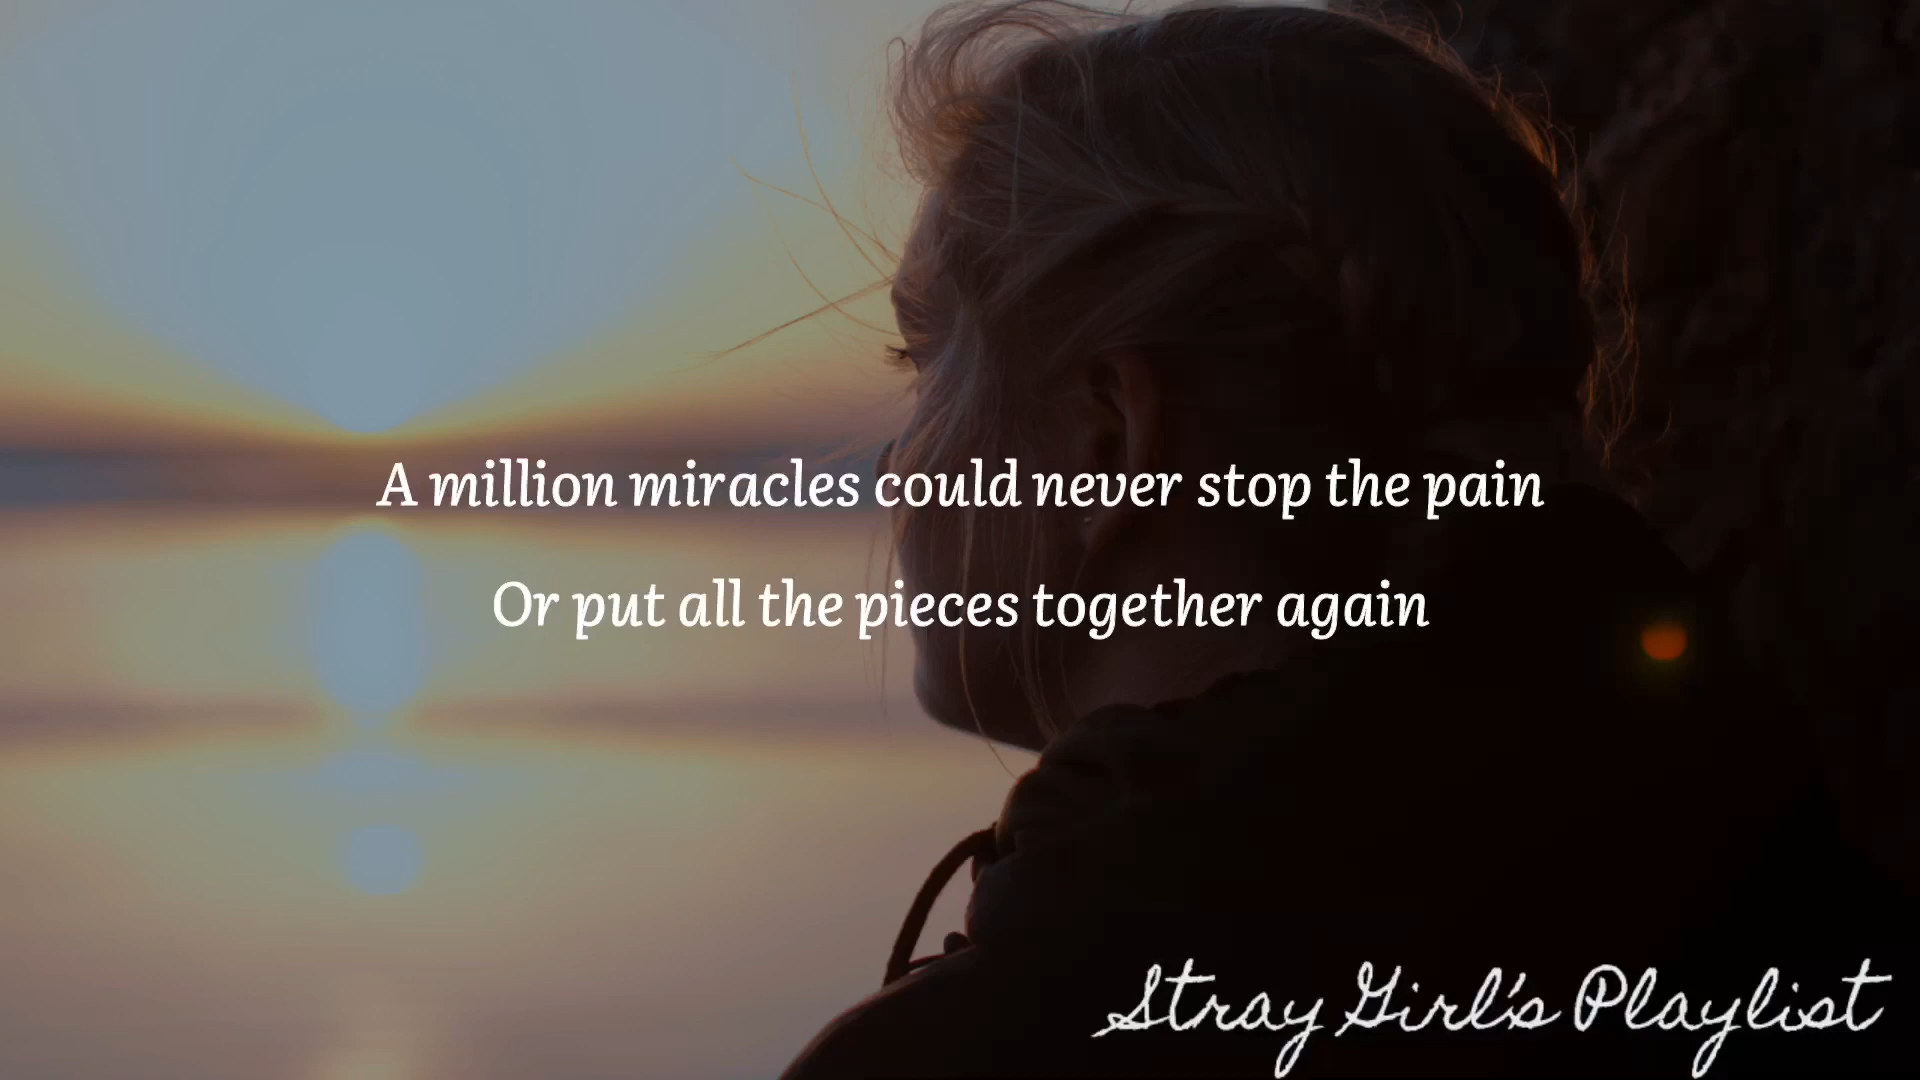 A million miracles could never stop the pain
Or put all the pieces together again
Stray Girl's Playlist